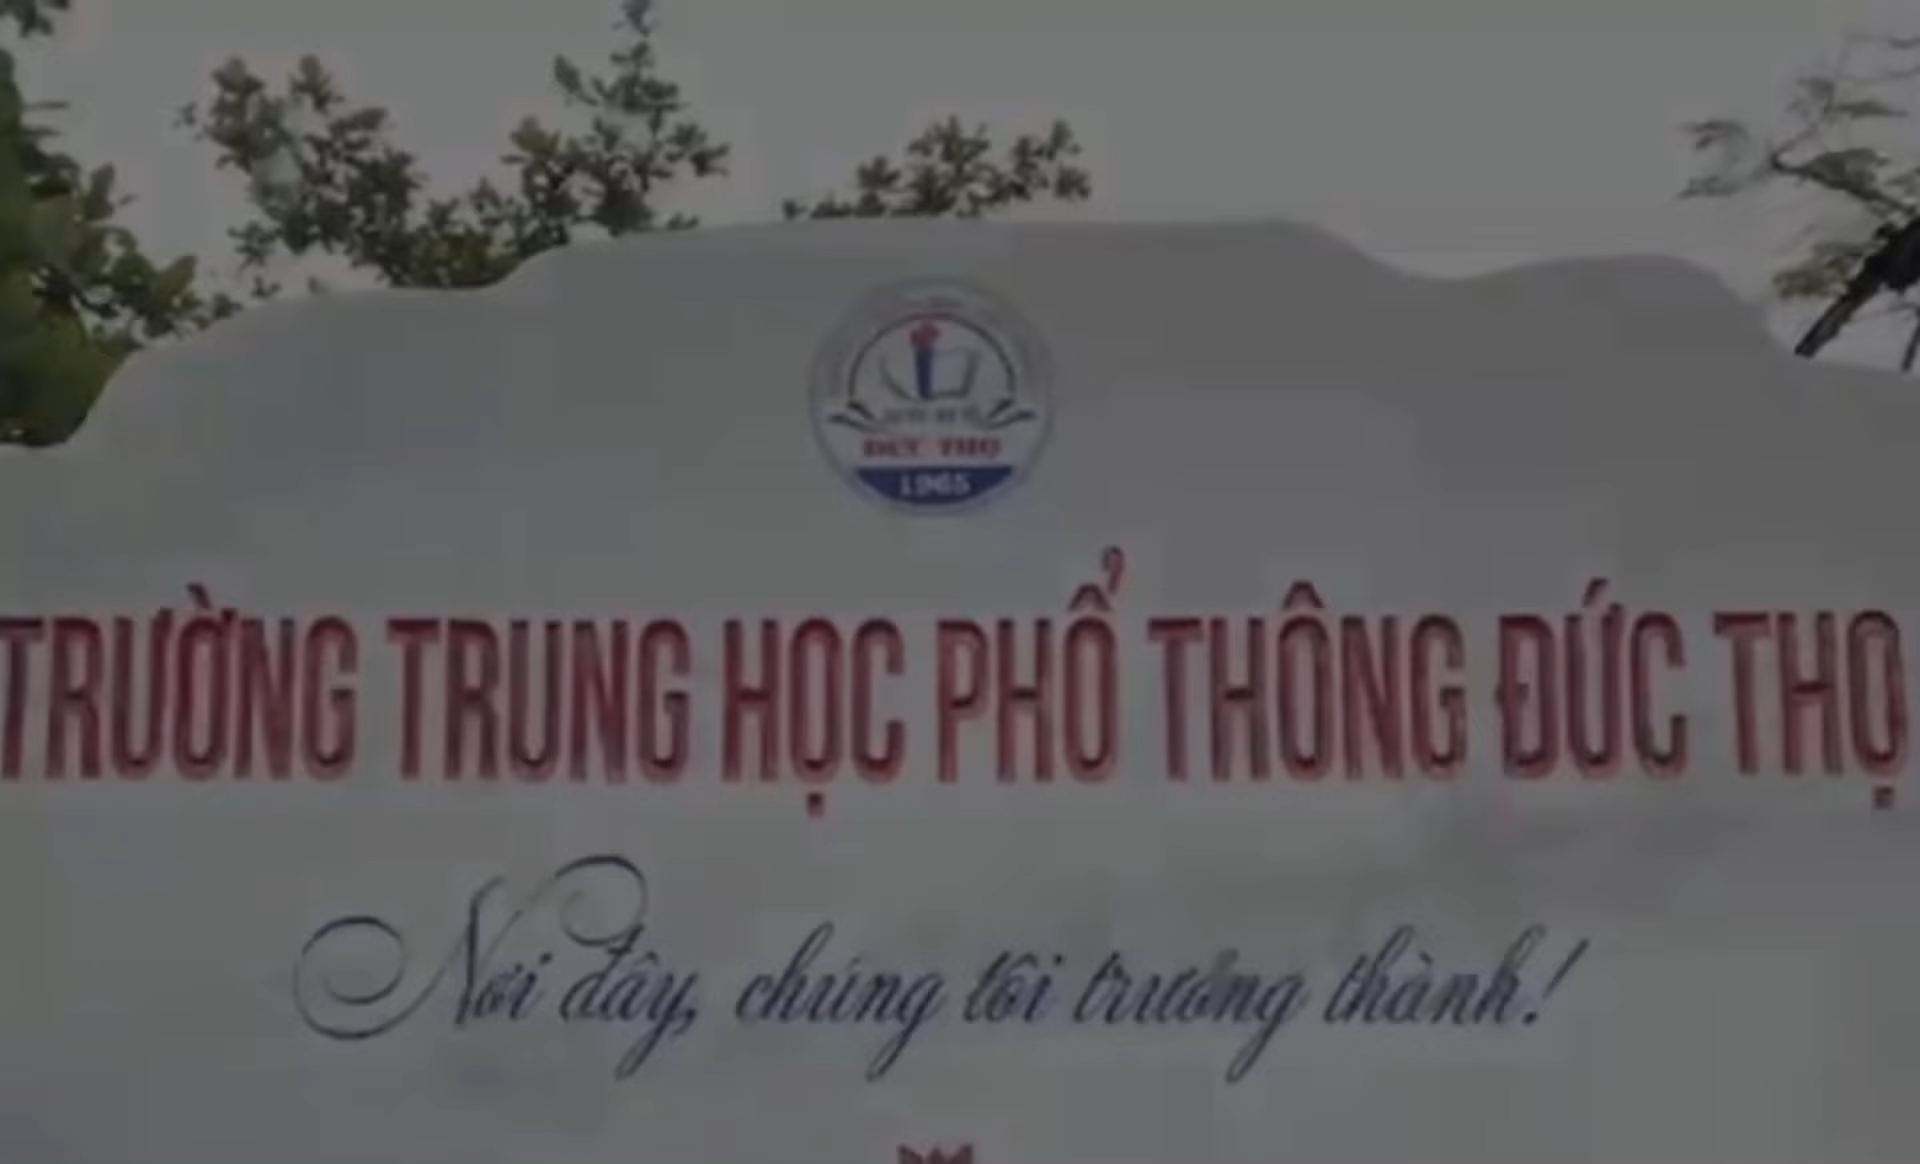 ĐỨC THỌ
1965
TRƯỜNG TRUNG HỌC PHỔ THÔNG ĐỨC THỌ
Nơi đây, chúng tôi trưởng thành!